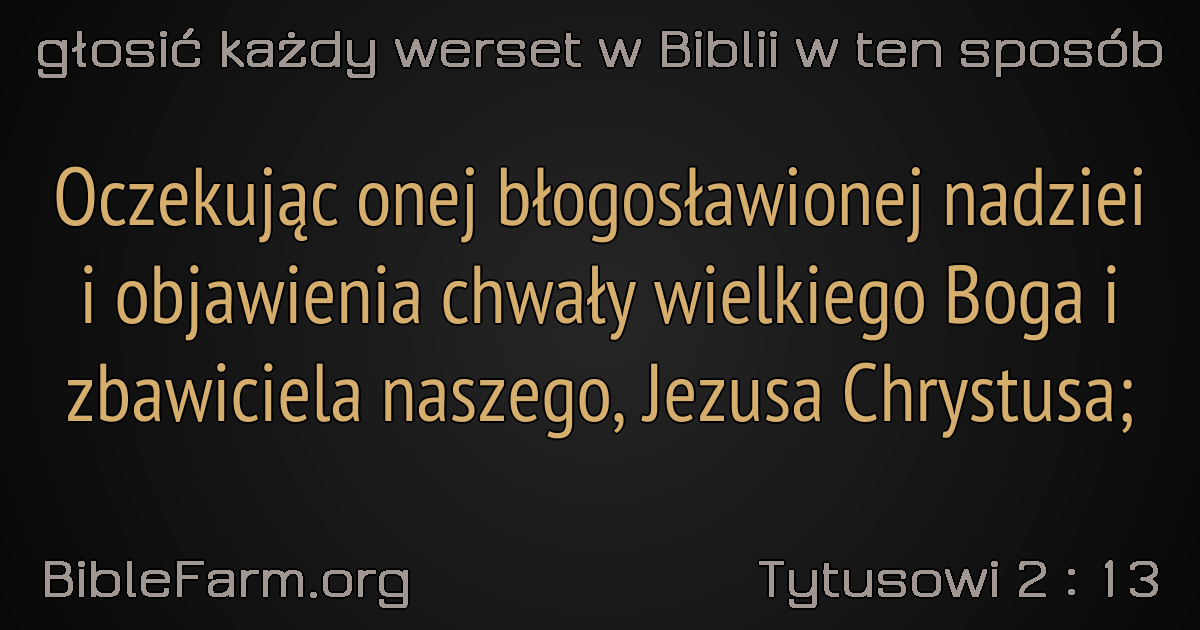 głosić każdy werset w Biblii w ten sposób
Oczekując onej błogosławionej nadziei
i objawienia chwały wielkiego Boga i
zbawiciela naszego, Jezusa Chrystusa;
BibleFarm.org
Tytusowi 2 : 13